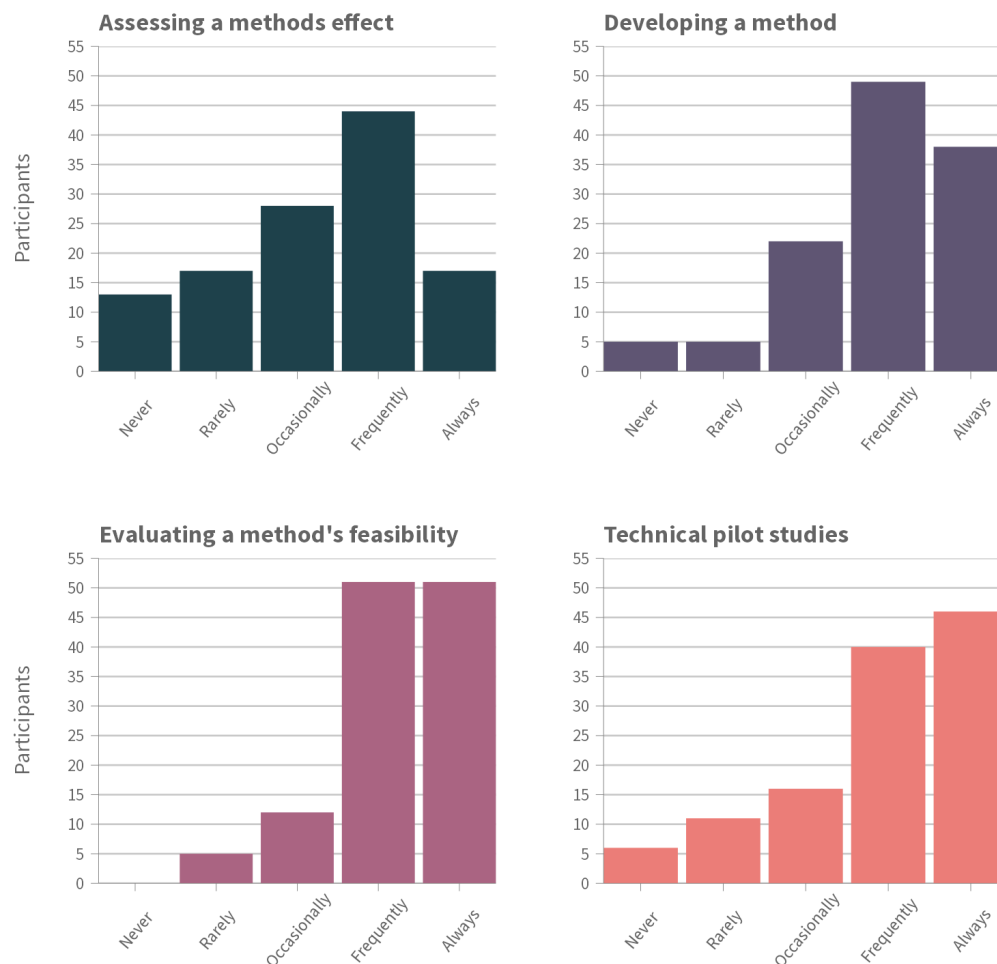 Assessing a methods effect
55
50
45
40
35
30
25
20
15
10
5
0
Participants
Never
Rarely
Occasionally
Frequently
Always
Developing a method
55
50
45
40
35
30
25
20
15
10
5
0
Never
Rarely
Occasionally
Frequently
Always
Evaluating a method's feasibility
55
50
45
40
35
30
25
20
15
10
5
0
Participants
Never
Rarely
Occasionally
Frequently
Always
Technical pilot studies
55
50
45
40
35
30
25
20
15
10
5
0
Never
Rarely
Occasionally
Frequently
Always